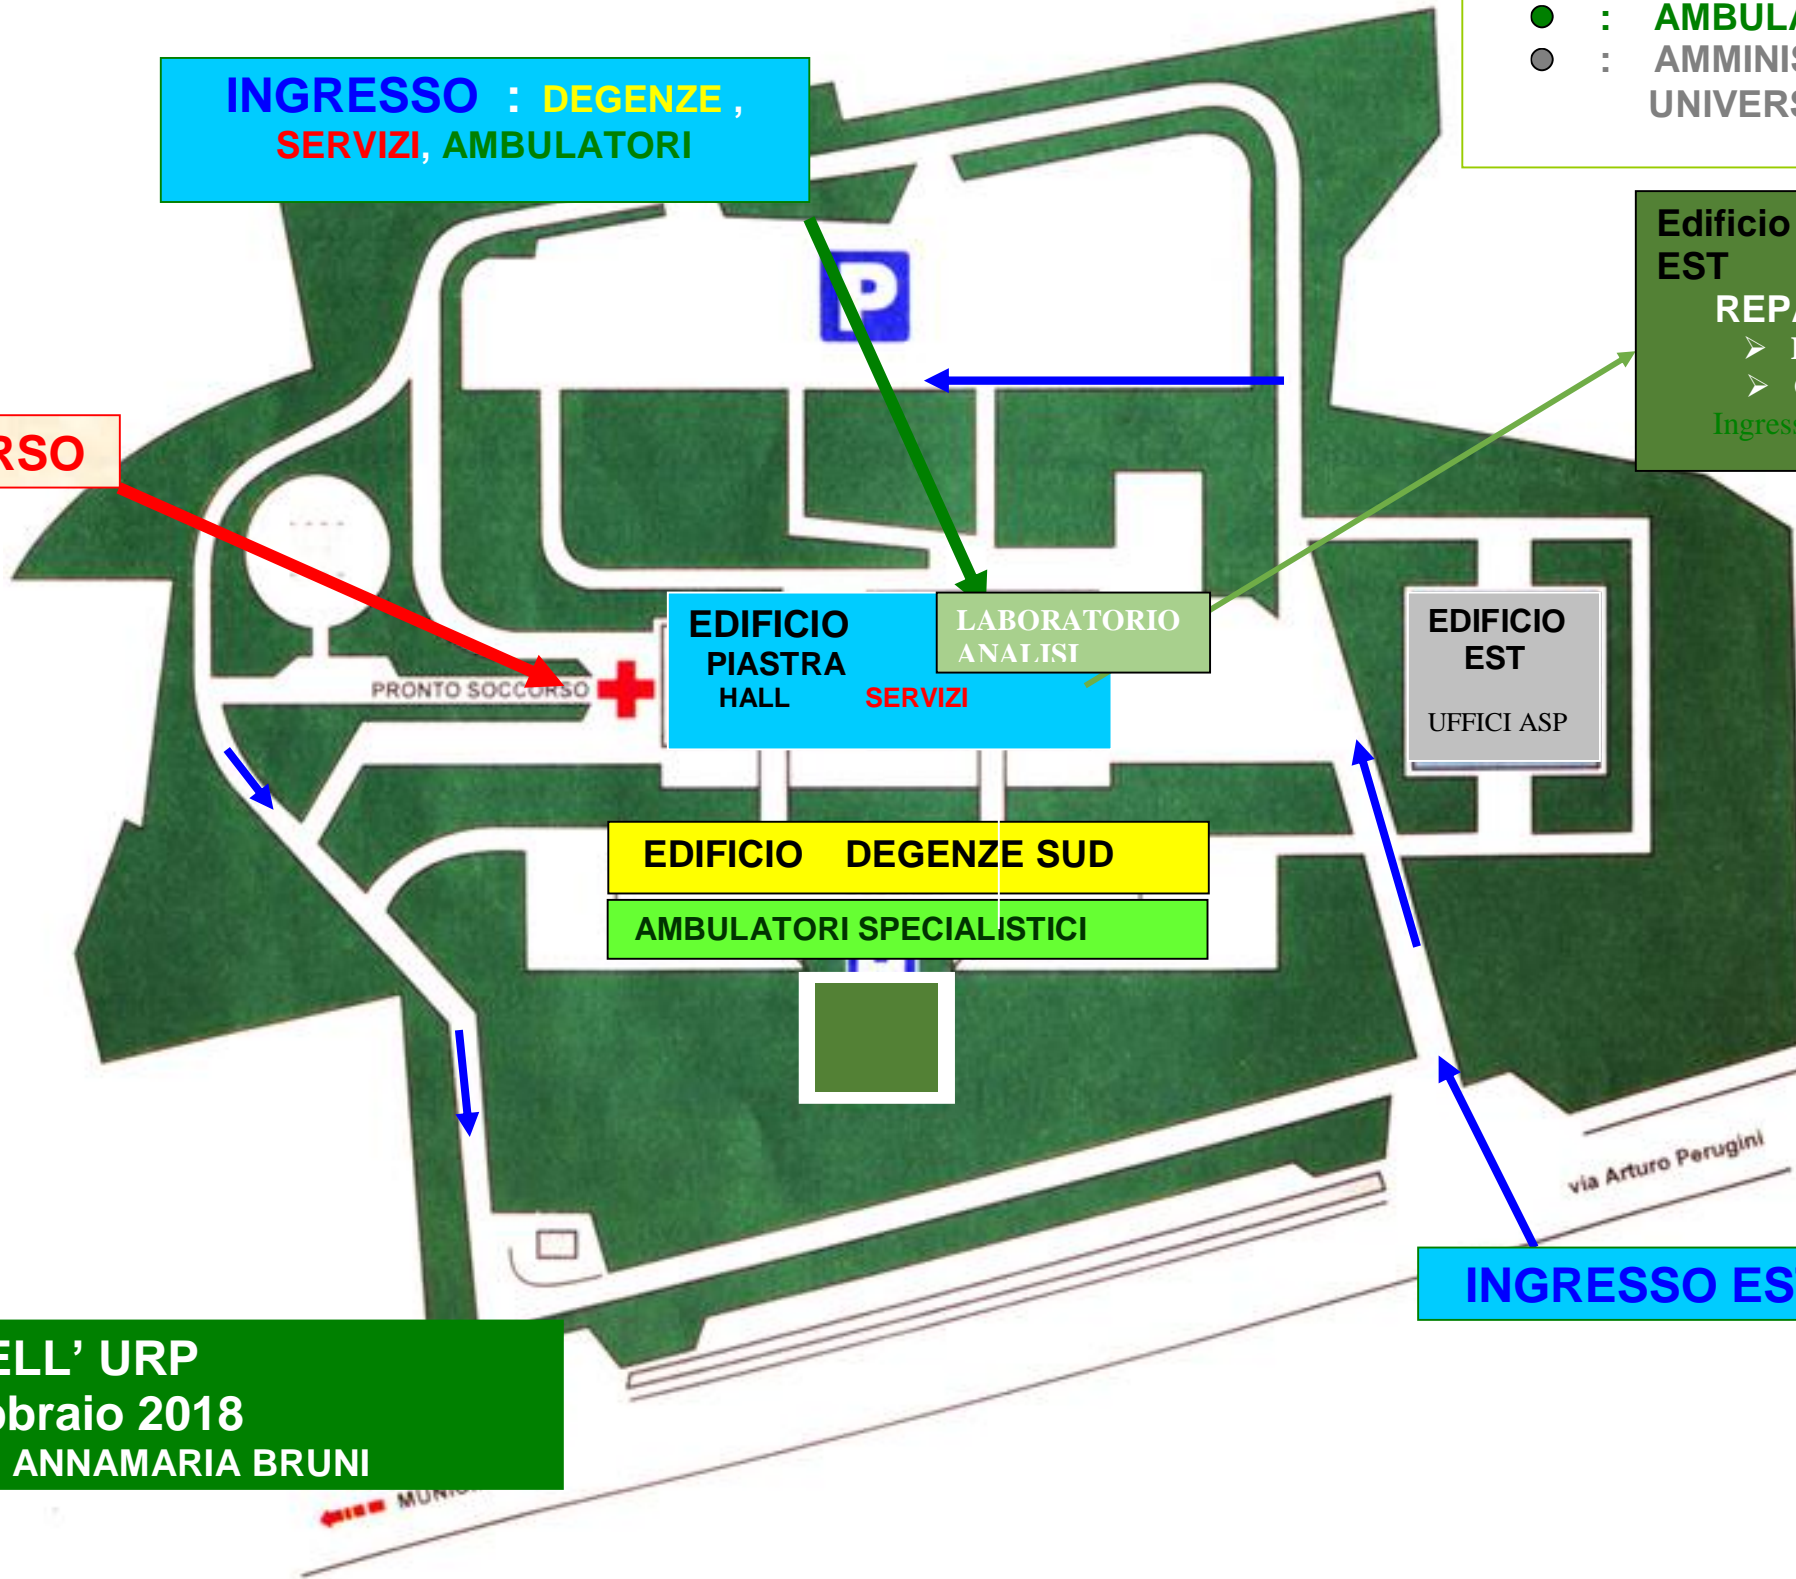 : AMBULA
: AMMINIS
UNIVERS
INGRESSO : DEGENZE ,
SERVIZI, AMBULATORI
P
Edificio
EST
REPA
Ingress
RSO
EDIFICIO
PIASTRA
HALL SERVIZI
LABORATORIO
ANALISI
EDIFICIO
EST
UFFICI ASP
PRONTO SOCCORSO
EDIFICIO DEGENZE SUD
AMBULATORI SPECIALISTICI
via Arturo Perugini
INGRESSO EST
ELL’ URP
bbraio 2018
ANNAMARIA BRUNI